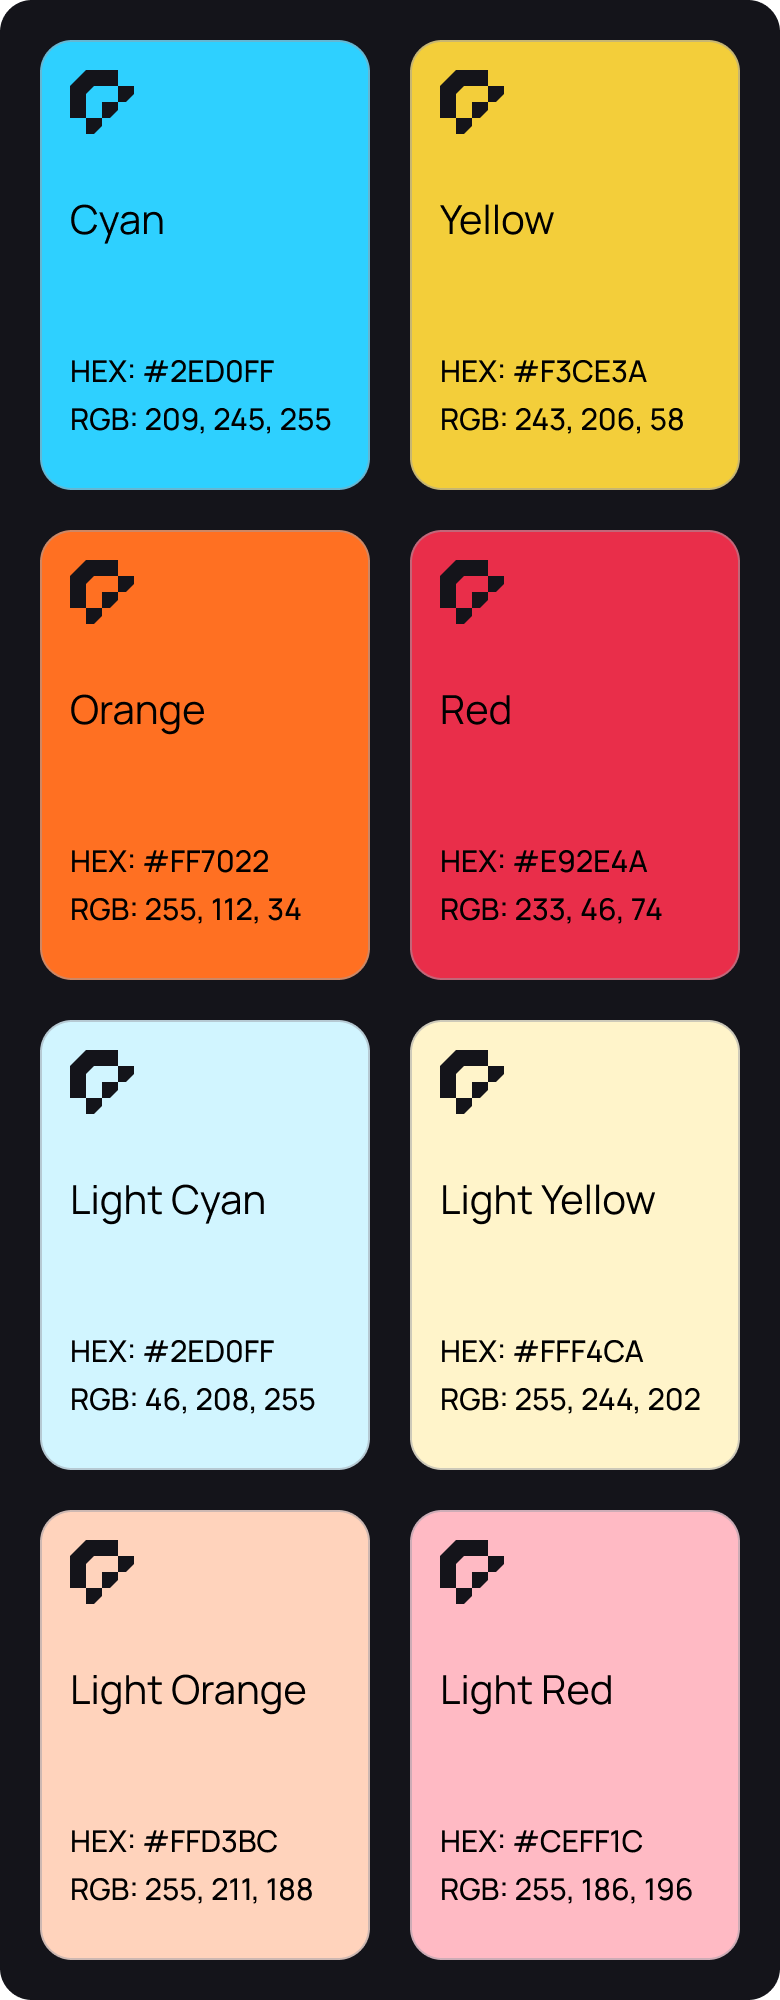 Cyan
HEX: #2ED0FF
RGB: 209, 245, 255
Yellow
HEX: #F3CE3A
RGB: 243, 206, 58
Orange
HEX: #FF7022
RGB: 255, 112, 34
Red
HEX: #E92E4A
RGB: 233, 46, 74
Light Cyan
HEX: #2ED0FF
RGB: 46, 208, 255
Light Yellow
HEX: #FFF4CA
RGB: 255, 244, 202
Light Orange
HEX: #FFD3BC
RGB: 255, 211, 188
Light Red
HEX: #CEFF1C
RGB: 255, 186, 196